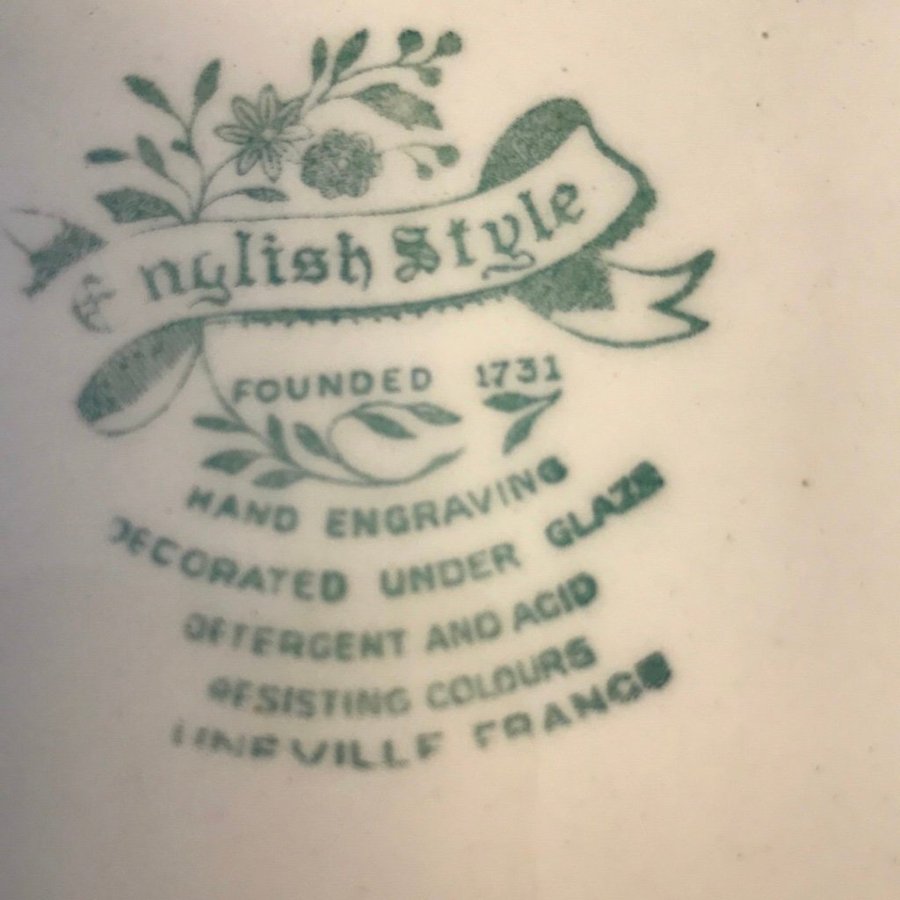 English Style
FOUNDED 1731
HAND ENGRAVING
DECORATED UNDER GLAZE
DETERGENT AND ACID
RESISTING COLOURS
LUNEVILLE FRANCE